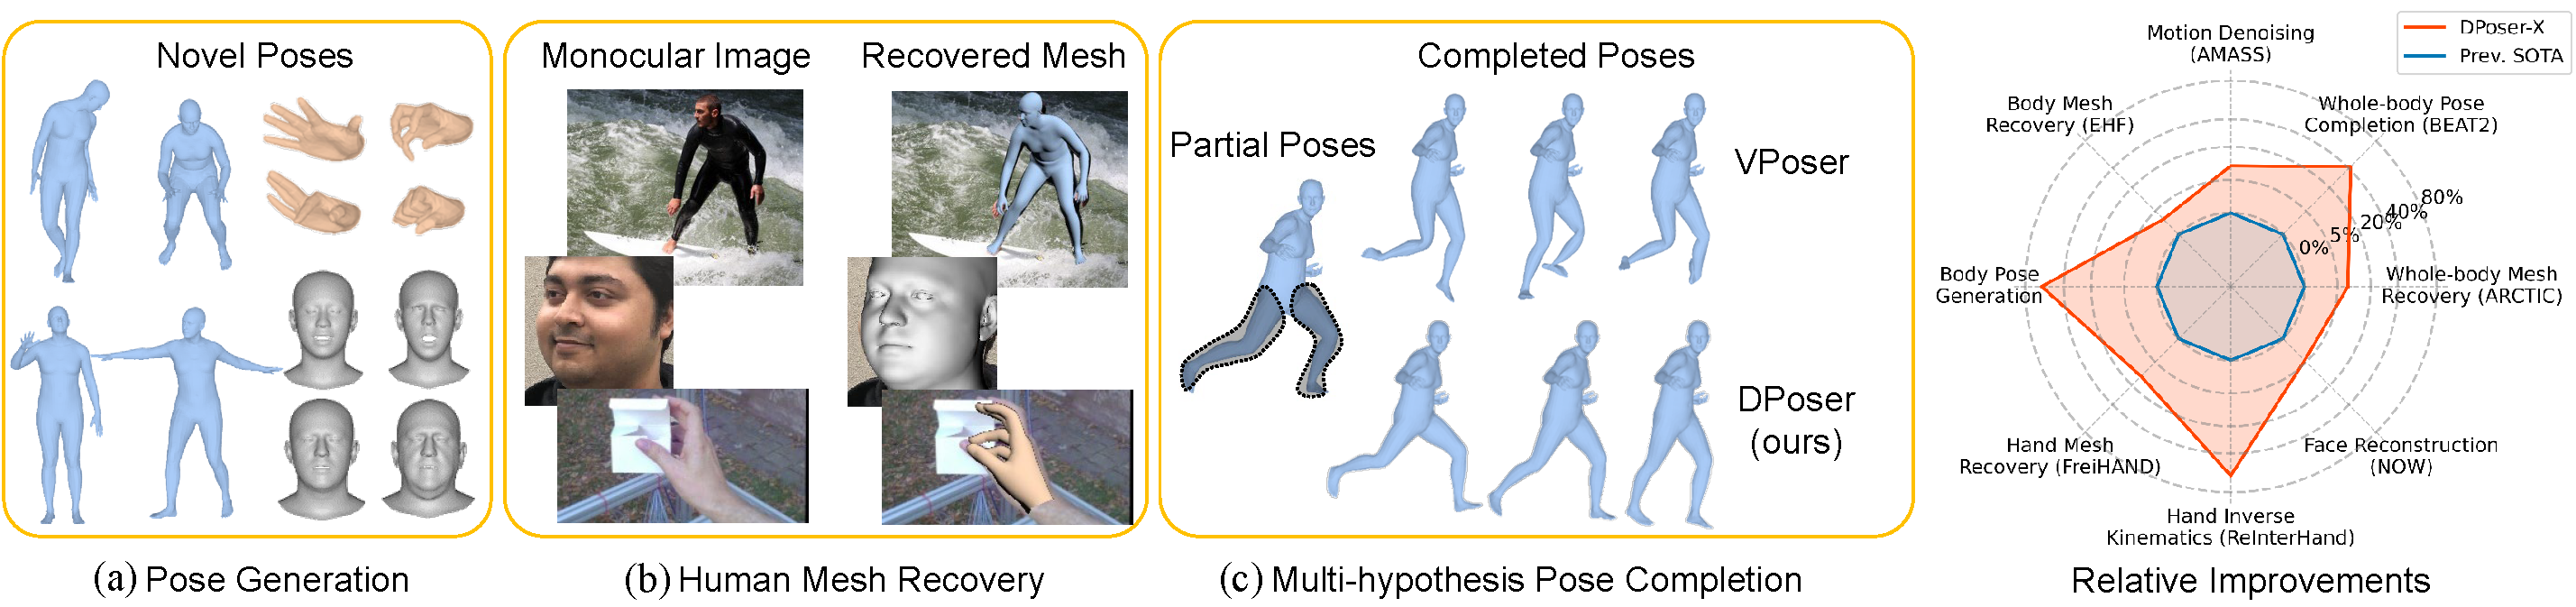 Novel Poses
(a) Pose Generation
Monocular Image
Recovered Mesh
(b) Human Mesh Recovery
Completed Poses
Partial Poses
VPoser
DPoser
(ours)
(c) Multi-hypothesis Pose Completion
DPoser-X
Prev. SOTA
Motion Denoising
(AMASS)
Body Mesh
Recovery (EHF)
Whole-body Pose
Completion (BEAT2)
0%
5%
20%
40%
80%
Body Pose
Generation
Whole-body Mesh
Recovery (ARCTIC)
Hand Mesh
Recovery (FreiHAND)
Face Reconstruction
(NOW)
Hand Inverse
Kinematics (ReInterHand)
Relative Improvements